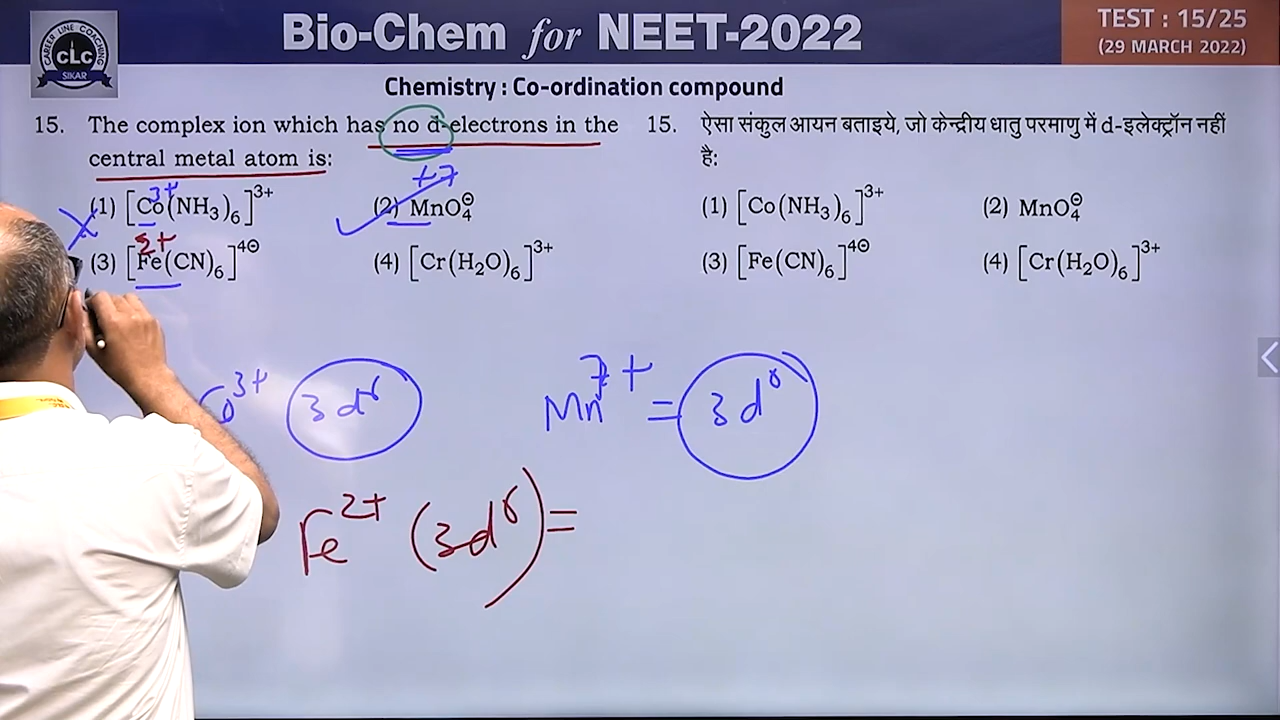 CAREER LINE COACHING
CLC
SIKAR
Bio-Chem for NEET-2022
TEST : 15/25
(29 MARCH 2022)
Chemistry : Co-ordination compound
15. The complex ion which has no d-electrons in the
central metal atom is:
+7
3+
(1) [Co(NH₃)₆]³⁺ (2) MnO₄⊖
2+
(3) [Fe(CN)₆]⁴⊖ (4) [Cr(H₂O)₆]³⁺
15. ऐसा संकुल आयन बताइये, जो केन्द्रीय धातु परमाणु में d-इलेक्ट्रॉन नहीं
है:
(1) [Co(NH₃)₆]³⁺ (2) MnO₄⊖
(3) [Fe(CN)₆]⁴⊖ (4) [Cr(H₂O)₆]³⁺
Co³⁺ 3d⁶ Mn⁷⁺ = 3d⁰
Fe²⁺ (3d⁶) =